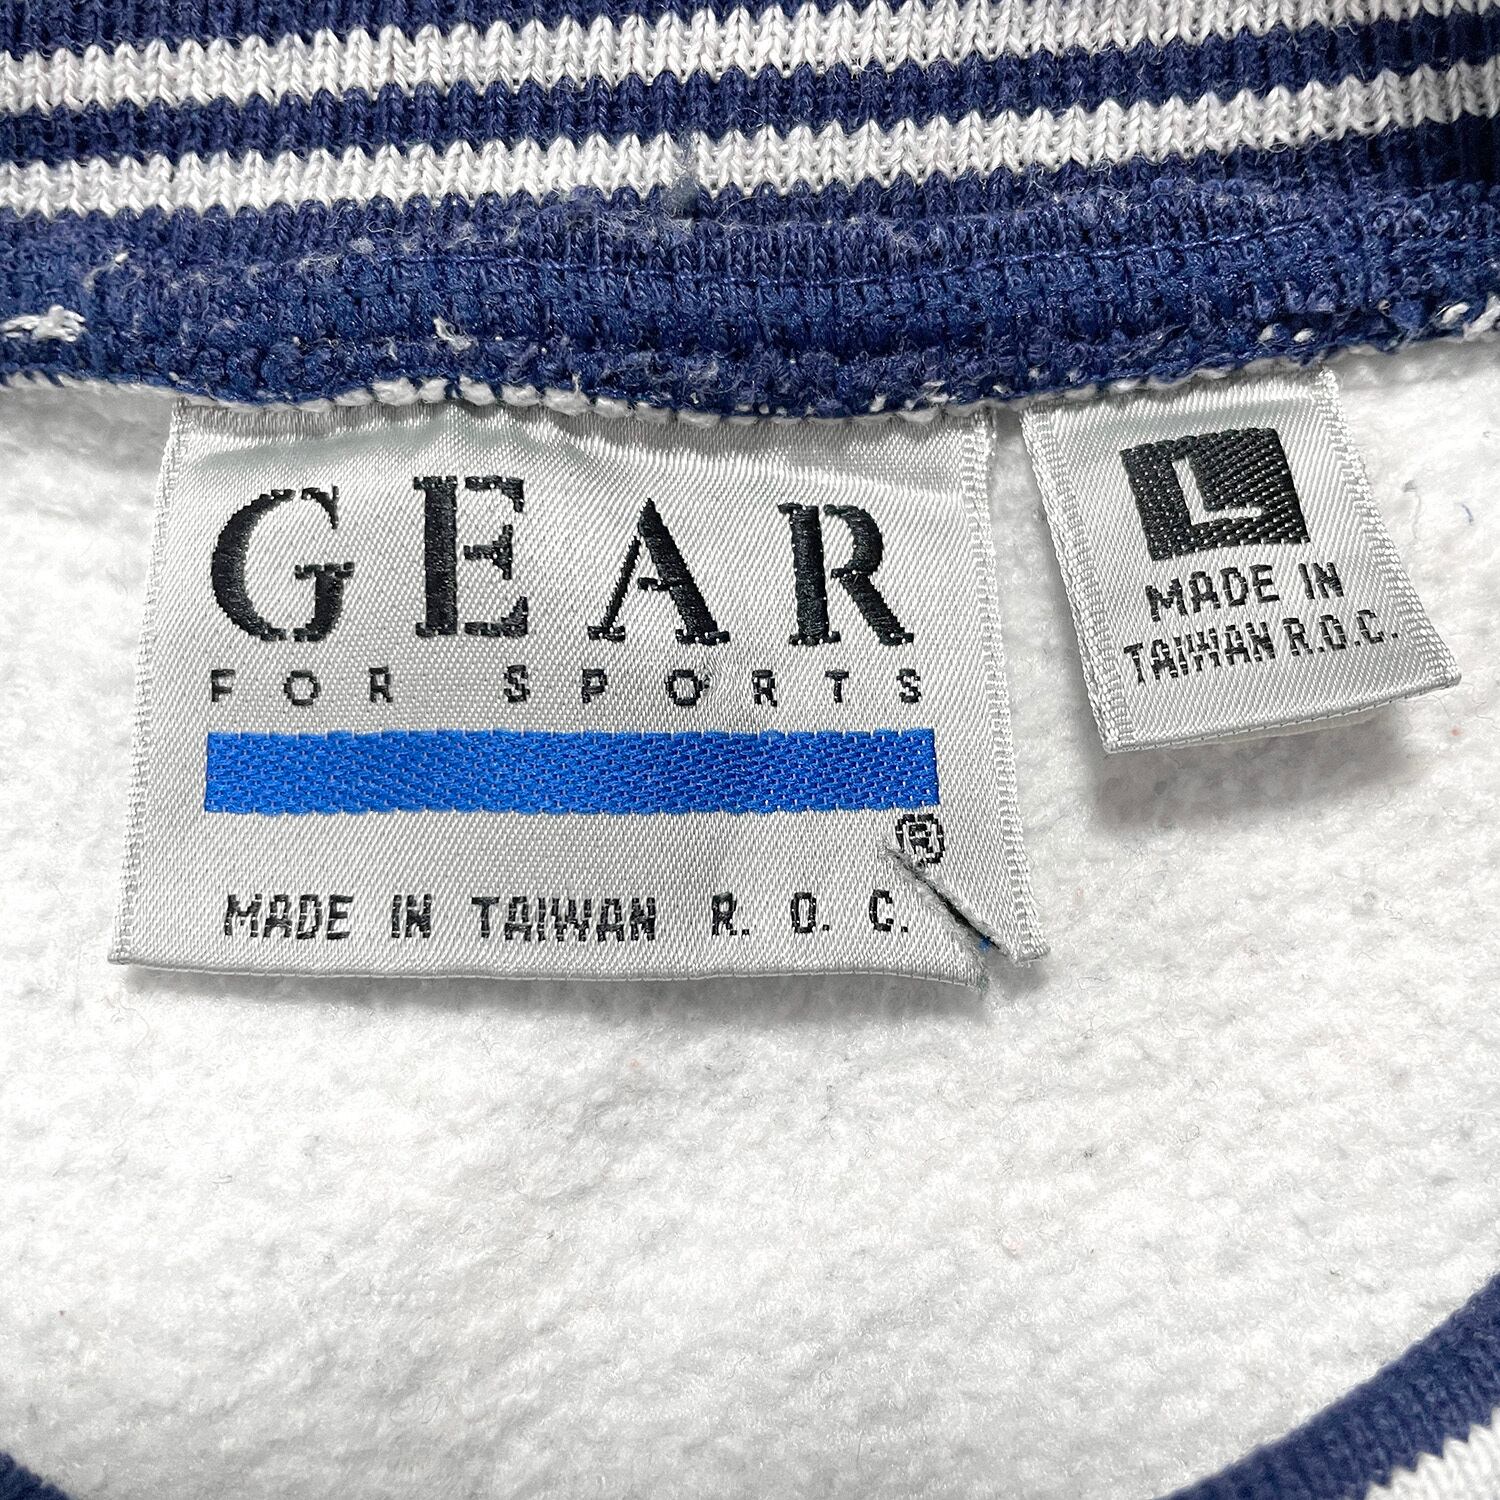 GEAR
FOR SPORTS
®
MADE IN TAIWAN R. O. C.
L
MADE IN
TAIWAN R.O.C.